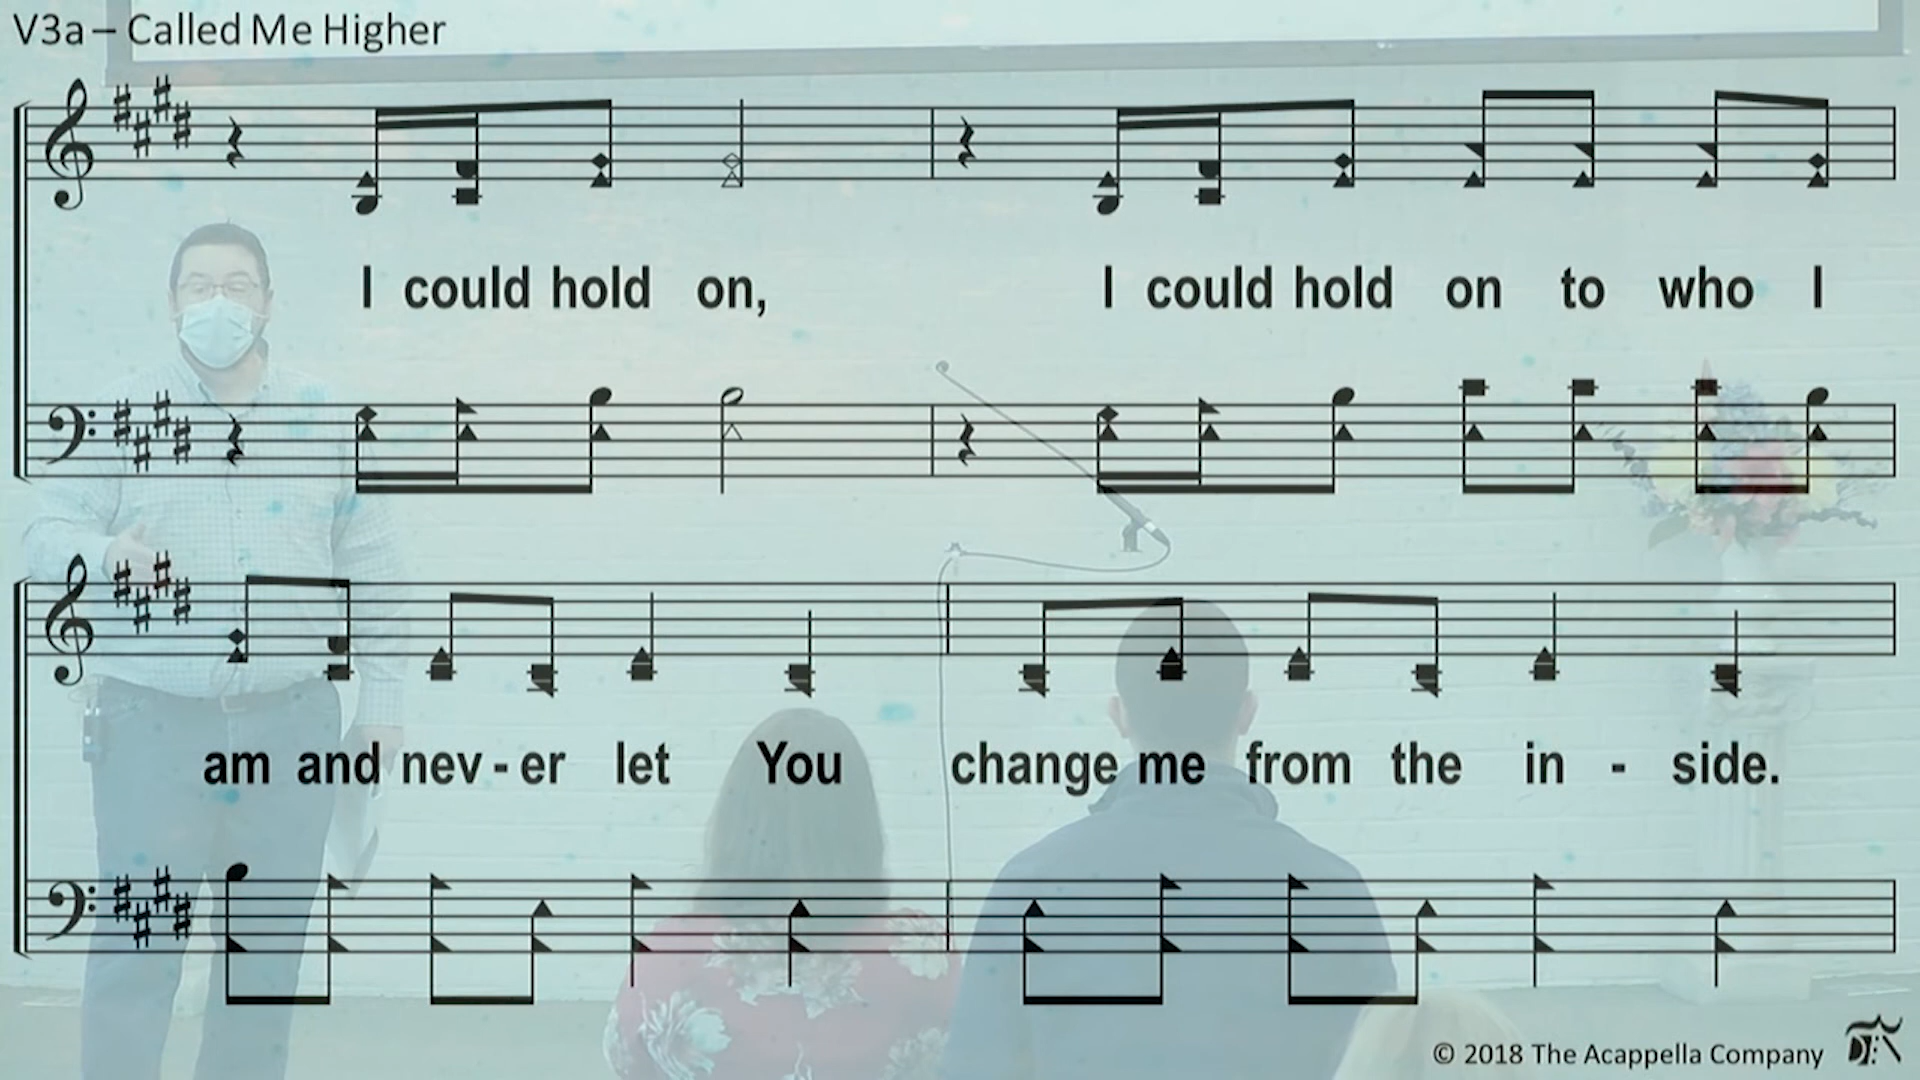 V3a – Called Me Higher
I could hold on, I could hold on to who I
am and nev - er let You change me from the in - side.
© 2018 The Acappella Company